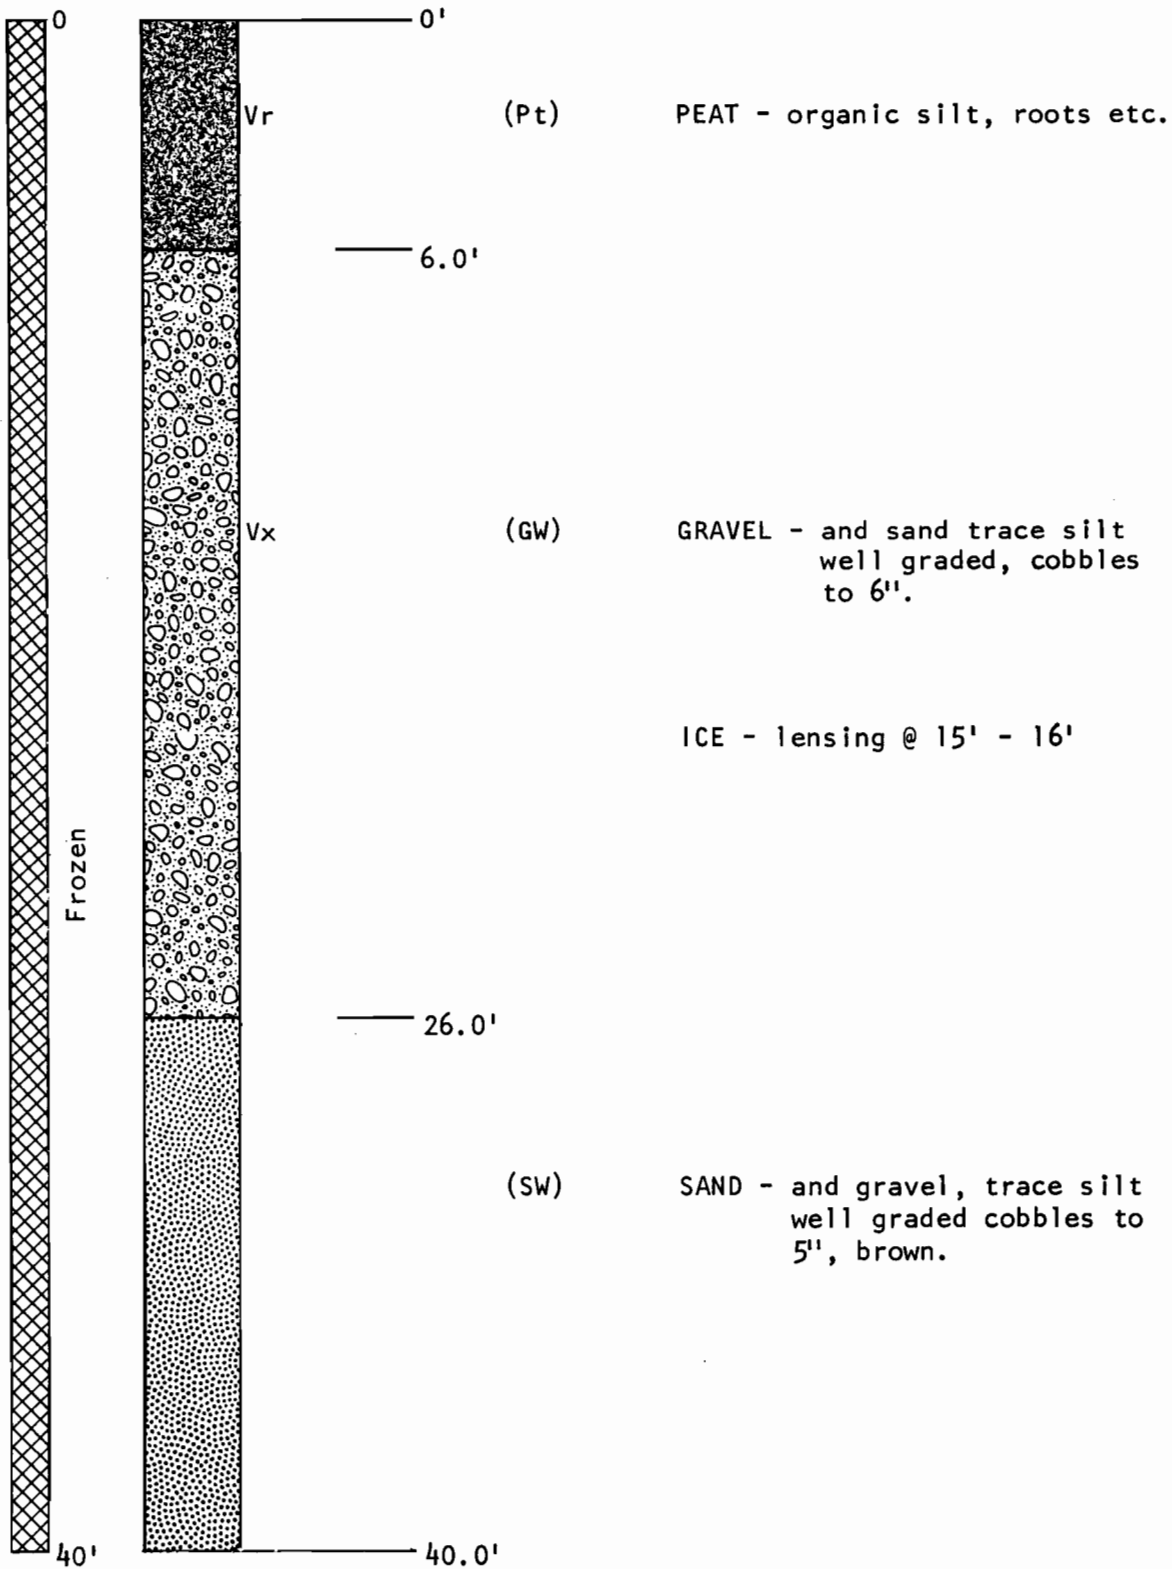 0 0'
Vr (Pt) PEAT - organic silt, roots etc.
6.0'
Vx (GW) GRAVEL - and sand trace silt
well graded, cobbles
to 6".
ICE - lensing @ 15' - 16'
Frozen
26.0'
(SW) SAND - and gravel, trace silt
well graded cobbles to
5", brown.
40' 40.0'